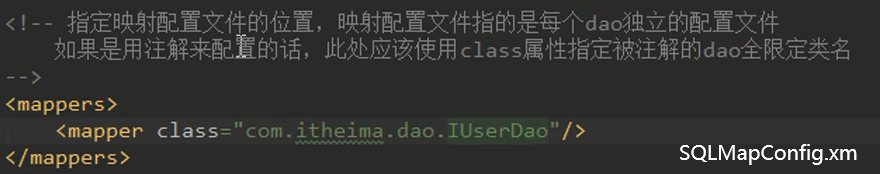 <!-- 指定映射配置文件的位置，映射配置文件指的是每个dao独立的配置文件
如果是用注解来配置的话，此处应该使用class属性指定被注解的dao全限定类名
-->
<mappers>
<mapper class="com.itheima.dao.IUserDao"/>
</mappers>
SQLMapConfig.xm